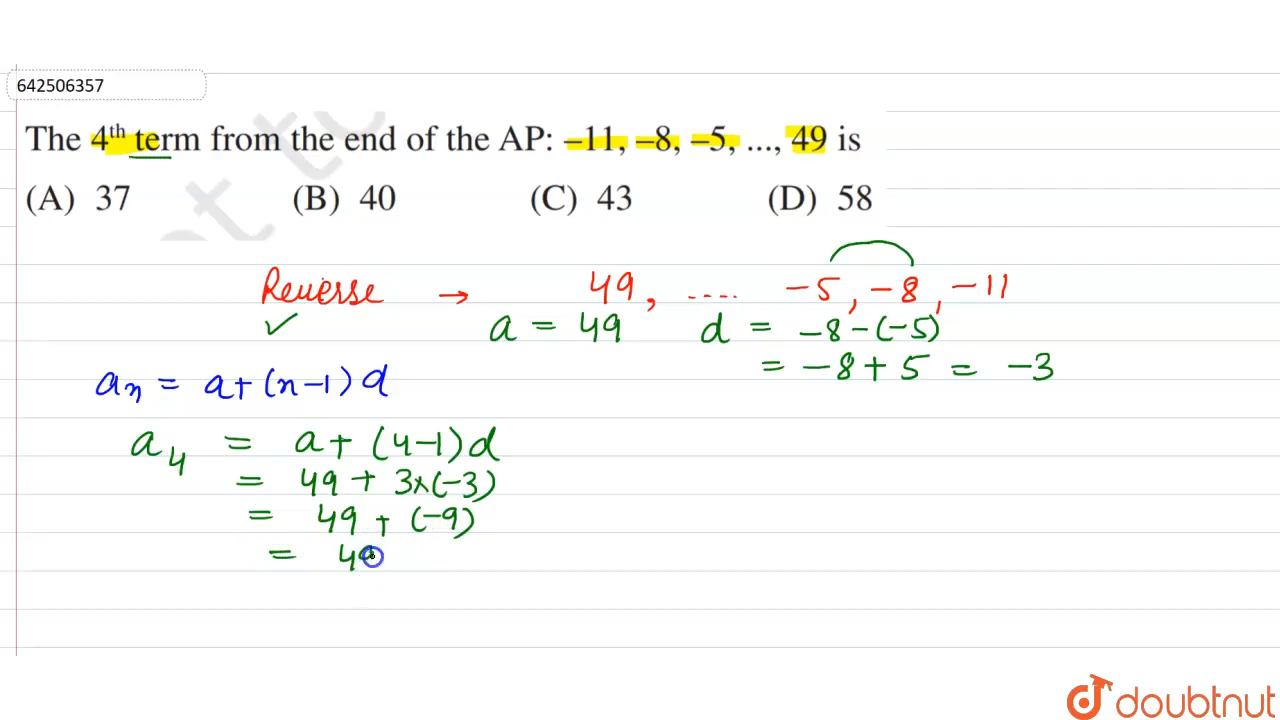 642506357
The 4th term from the end of the AP: –11, –8, –5, ..., 49 is
(A) 37 (B) 40 (C) 43 (D) 58
Reverse → 49, .... -5, -8, -11
a = 49 d = -8-(-5)
= -8+5 = -3
an = a+(n-1)d
a4 = a+(4-1)d
= 49 + 3×(-3)
= 49 + (-9)
= 49
doubtnut